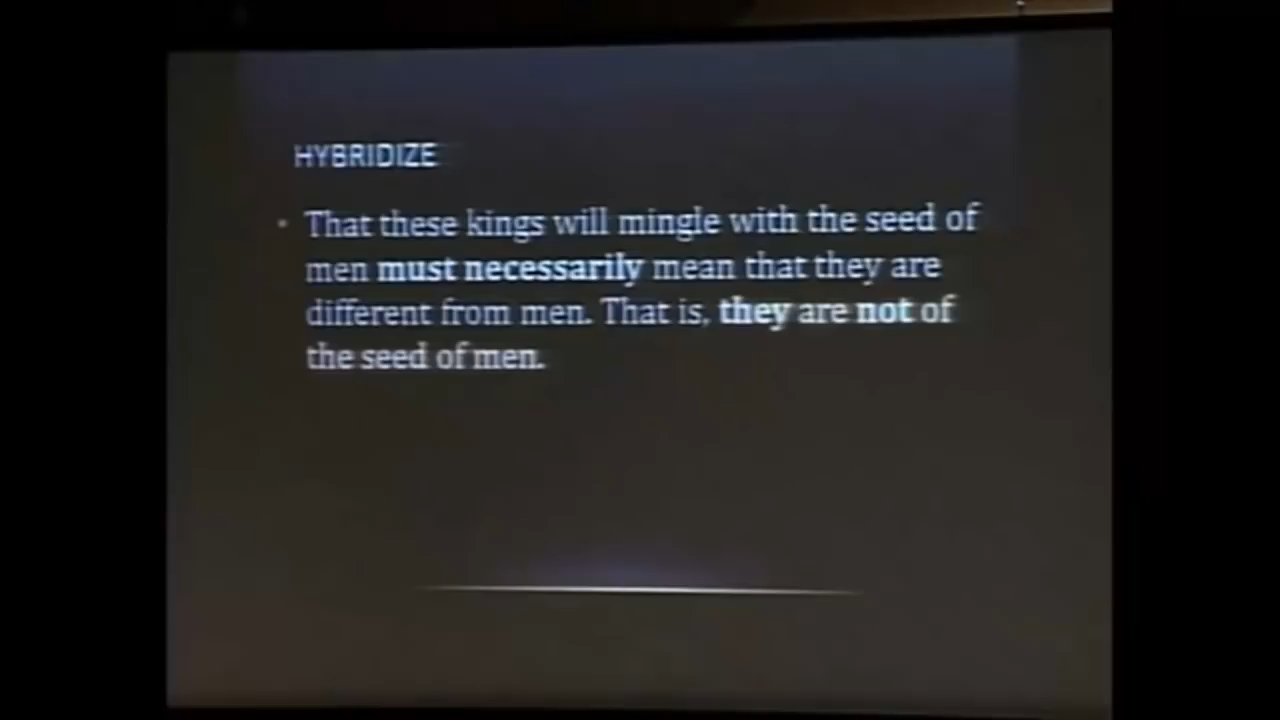 HYBRIDIZE
• That these kings will mingle with the seed of
men must necessarily mean that they are
different from men. That is, they are not of
the seed of men.